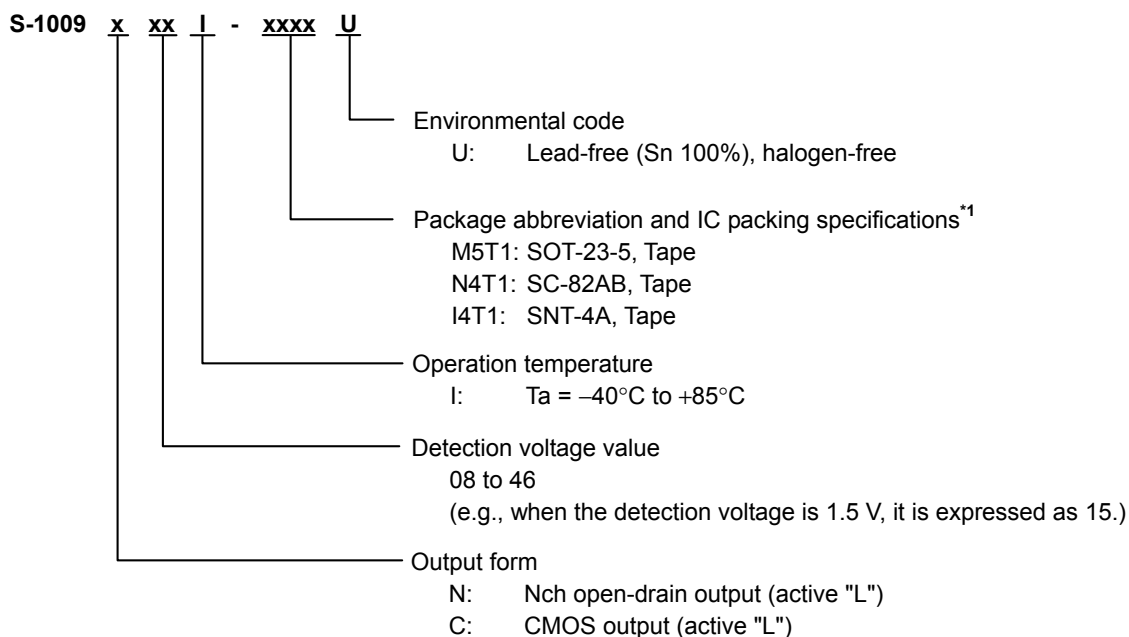 S-1009 x xx I - xxxx U
Environmental code
U: Lead-free (Sn 100%), halogen-free
Package abbreviation and IC packing specifications*1
M5T1: SOT-23-5, Tape
N4T1: SC-82AB, Tape
I4T1: SNT-4A, Tape
Operation temperature
I: Ta = −40°C to +85°C
Detection voltage value
08 to 46
(e.g., when the detection voltage is 1.5 V, it is expressed as 15.)
Output form
N: Nch open-drain output (active "L")
C: CMOS output (active "L")